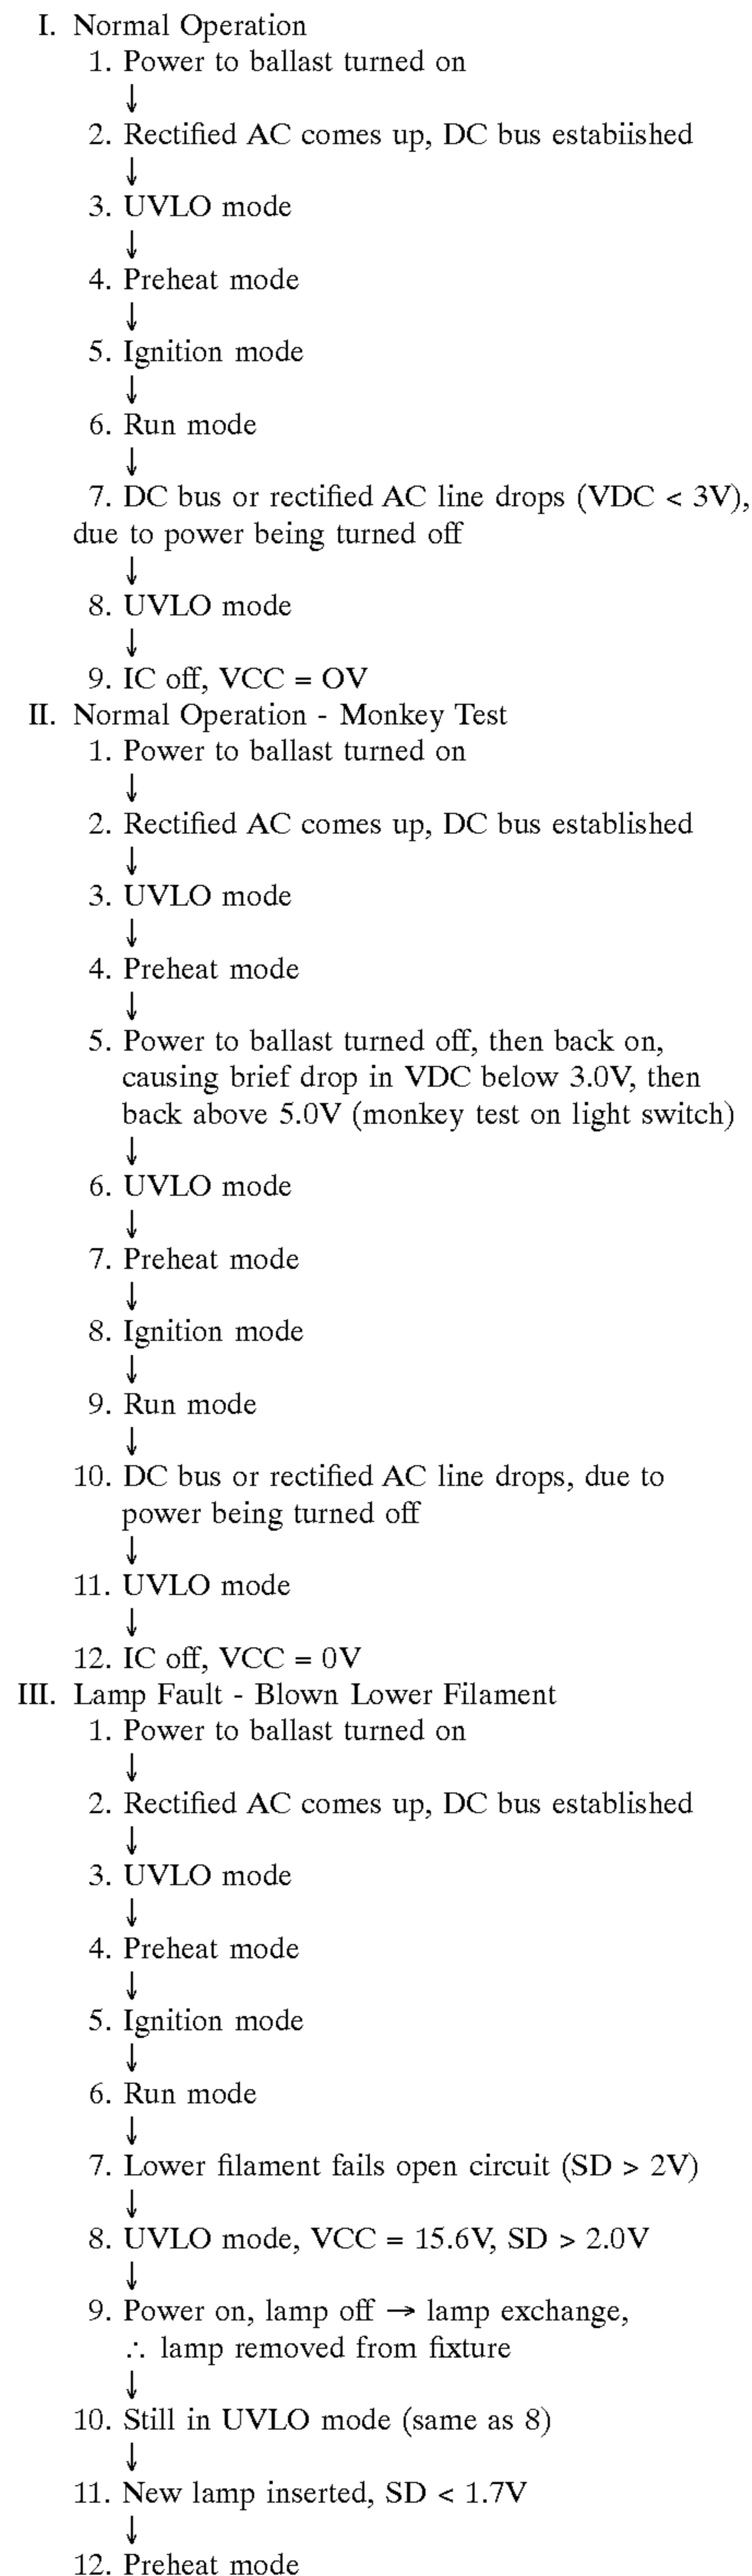 I. Normal Operation
1. Power to ballast turned on
↓
2. Rectified AC comes up, DC bus estabiished
↓
3. UVLO mode
↓
4. Preheat mode
↓
5. Ignition mode
↓
6. Run mode
↓
7. DC bus or rectified AC line drops (VDC < 3V),
due to power being turned off
↓
8. UVLO mode
↓
9. IC off, VCC = OV
II. Normal Operation - Monkey Test
1. Power to ballast turned on
↓
2. Rectified AC comes up, DC bus established
↓
3. UVLO mode
↓
4. Preheat mode
↓
5. Power to ballast turned off, then back on,
causing brief drop in VDC below 3.0V, then
back above 5.0V (monkey test on light switch)
↓
6. UVLO mode
↓
7. Preheat mode
↓
8. Ignition mode
↓
9. Run mode
↓
10. DC bus or rectified AC line drops, due to
power being turned off
↓
11. UVLO mode
↓
12. IC off, VCC = 0V
III. Lamp Fault - Blown Lower Filament
1. Power to ballast turned on
↓
2. Rectified AC comes up, DC bus established
↓
3. UVLO mode
↓
4. Preheat mode
↓
5. Ignition mode
↓
6. Run mode
↓
7. Lower filament fails open circuit (SD > 2V)
↓
8. UVLO mode, VCC = 15.6V, SD > 2.0V
↓
9. Power on, lamp off → lamp exchange,
∴ lamp removed from fixture
↓
10. Still in UVLO mode (same as 8)
↓
11. New lamp inserted, SD < 1.7V
↓
12. Preheat mode